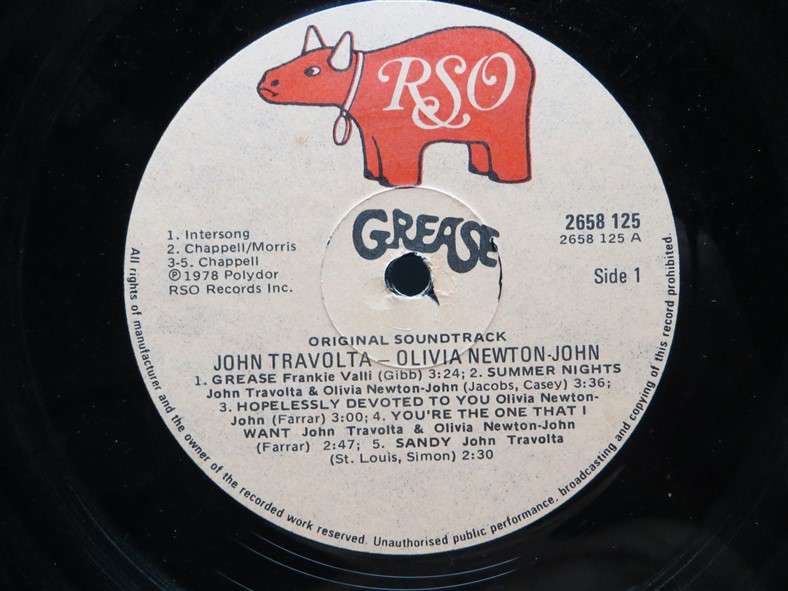 RSO
GREASE
1. Intersong
2. Chappell/Morris
3-5. Chappell
Ⓟ1978 Polydor
RSO Records Inc.
2658 125
2658 125 A
Side 1
ORIGINAL SOUNDTRACK
JOHN TRAVOLTA – OLIVIA NEWTON-JOHN
1. GREASE Frankie Valli (Gibb) 3:24; 2. SUMMER NIGHTS
John Travolta & Olivia Newton-John (Jacobs, Casey) 3:36;
3. HOPELESSLY DEVOTED TO YOU Olivia Newton-
John (Farrar) 3:00; 4. YOU'RE THE ONE THAT I
WANT John Travolta & Olivia Newton-John
(Farrar) 2:47; 5. SANDY John Travolta
(St. Louis, Simon) 2:30
All rights of manufacturer and the owner of the recorded work reserved. Unauthorised public performance, broadcasting and copying of this record prohibited.